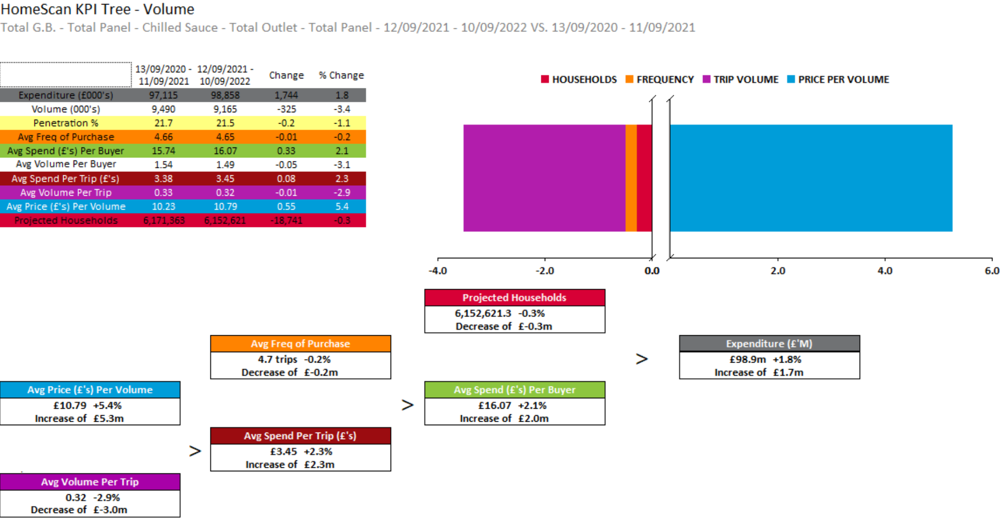 HomeScan KPI Tree - Volume
Total G.B. - Total Panel - Chilled Sauce - Total Outlet - Total Panel - 12/09/2021 - 10/09/2022 VS. 13/09/2020 - 11/09/2021
13/09/2020 - 11/09/2021 12/09/2021 - 10/09/2022 Change % Change
Expenditure (£000's) 97,115 98,858 1,744 1.8
Volume (000's) 9,490 9,165 -325 -3.4
Penetration % 21.7 21.5 -0.2 -1.1
Avg Freq of Purchase 4.66 4.65 -0.01 -0.2
Avg Spend (£'s) Per Buyer 15.74 16.07 0.33 2.1
Avg Volume Per Buyer 1.54 1.49 -0.05 -3.1
Avg Spend Per Trip (£'s) 3.38 3.45 0.08 2.3
Avg Volume Per Trip 0.33 0.32 -0.01 -2.9
Avg Price (£'s) Per Volume 10.23 10.79 0.55 5.4
Projected Households 6,171,363 6,152,621 -18,741 -0.3
HOUSEHOLDS FREQUENCY TRIP VOLUME PRICE PER VOLUME
-4.0 -2.0 0.0 2.0 4.0 6.0
Projected Households
6,152,621.3 -0.3%
Decrease of £-0.3m
Avg Freq of Purchase
4.7 trips -0.2%
Decrease of £-0.2m
>
Expenditure (£'M)
£98.9m +1.8%
Increase of £1.7m
Avg Price (£'s) Per Volume
£10.79 +5.4%
Increase of £5.3m
>
Avg Spend (£'s) Per Buyer
£16.07 +2.1%
Increase of £2.0m
>
Avg Spend Per Trip (£'s)
£3.45 +2.3%
Increase of £2.3m
Avg Volume Per Trip
0.32 -2.9%
Decrease of £-3.0m